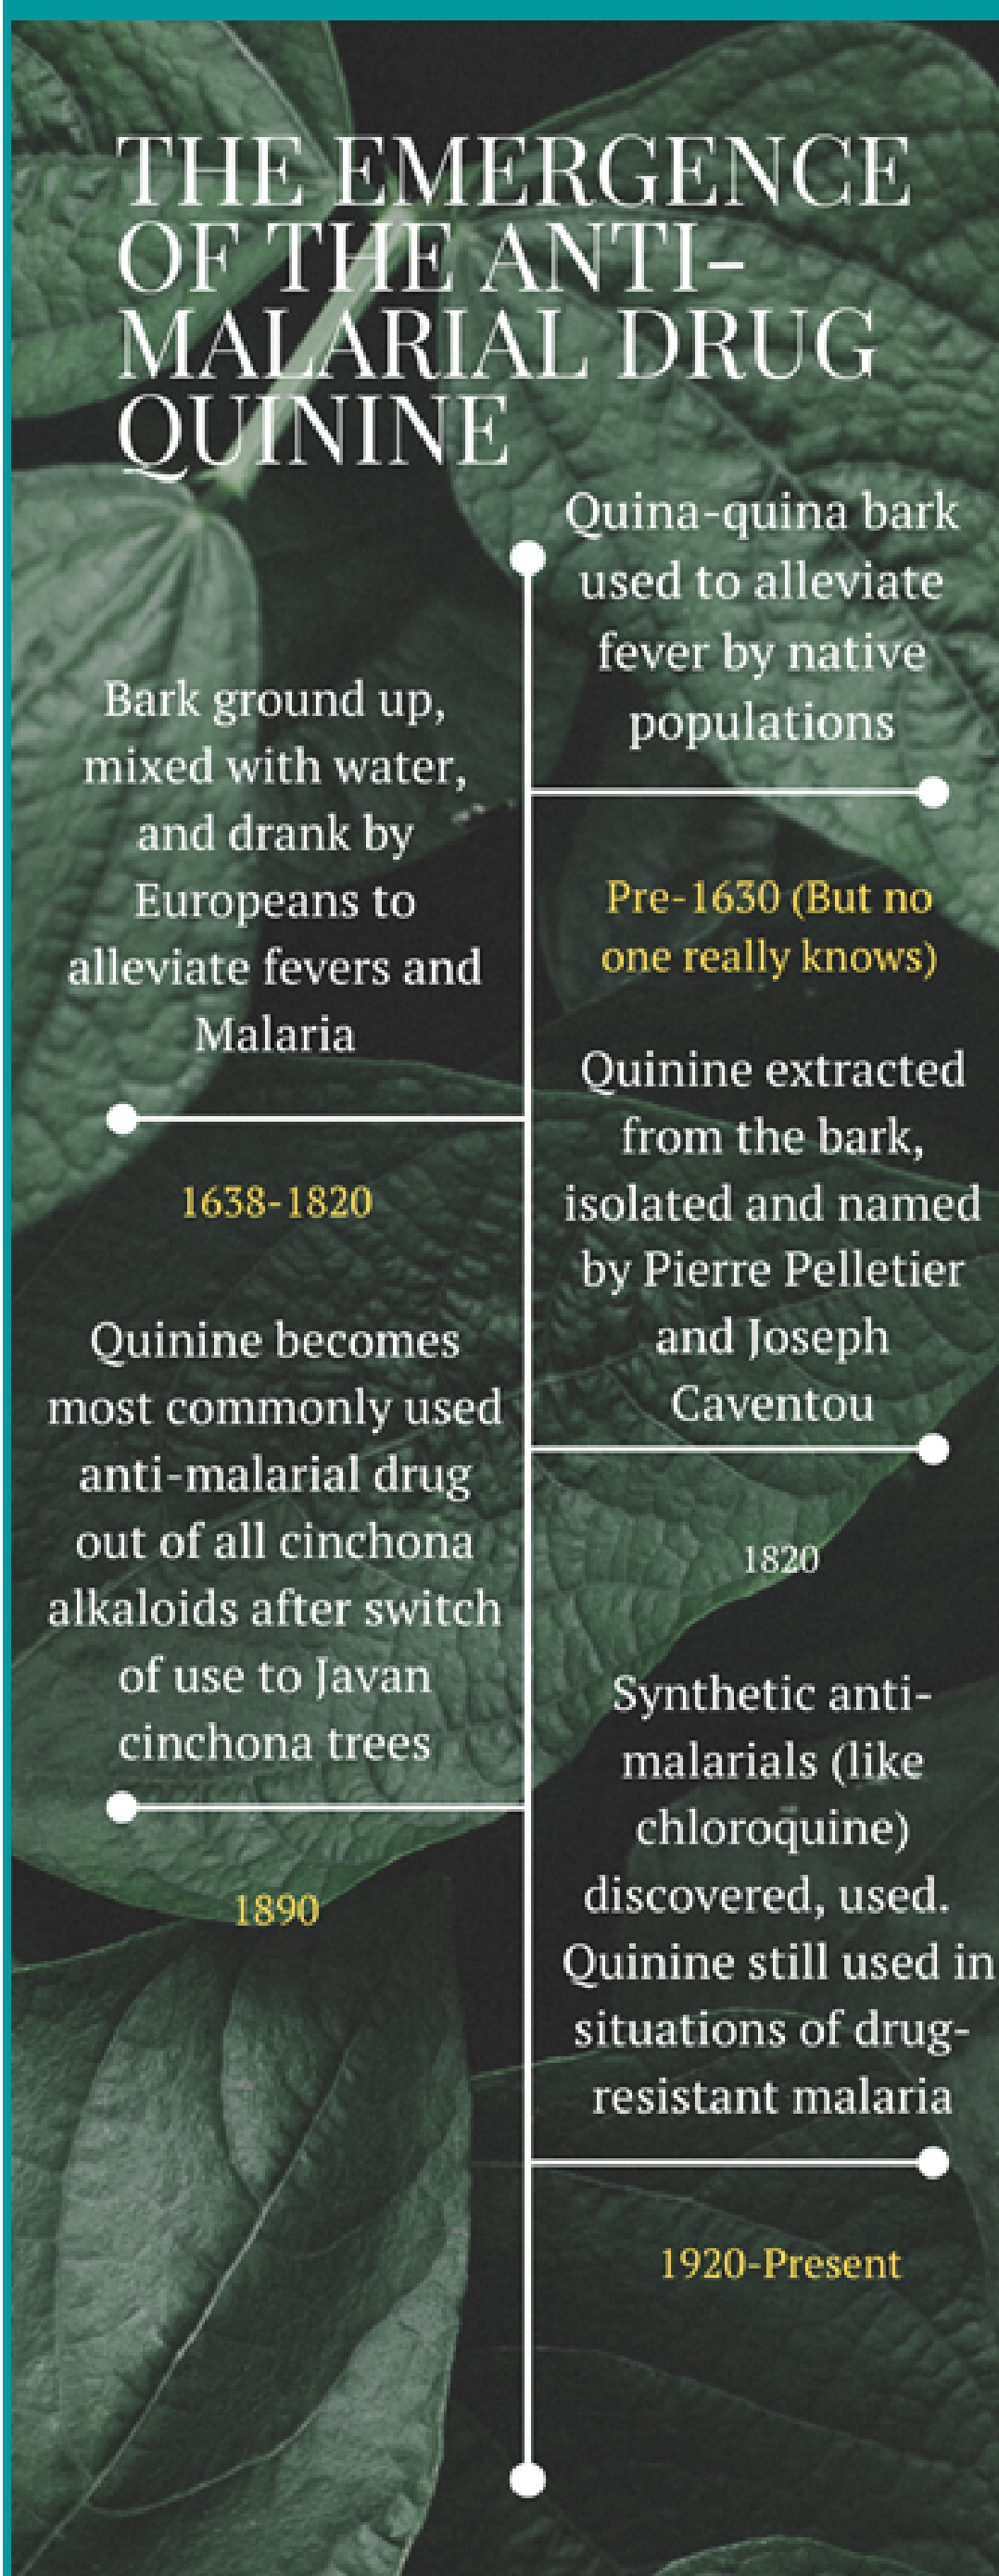 THE EMERGENCE
OF THE ANTI-
MALARIAL DRUG
QUININE
Quina-quina bark
used to alleviate
fever by native
populations
Pre-1630 (But no
one really knows)
Bark ground up,
mixed with water,
and drank by
Europeans to
alleviate fevers and
Malaria
1638-1820
Quinine extracted
from the bark,
isolated and named
by Pierre Pelletier
and Joseph
Caventou
1820
Quinine becomes
most commonly used
anti-malarial drug
out of all cinchona
alkaloids after switch
of use to Javan
cinchona trees
1890
Synthetic anti-
malarials (like
chloroquine)
discovered, used.
Quinine still used in
situations of drug-
resistant malaria
1920-Present